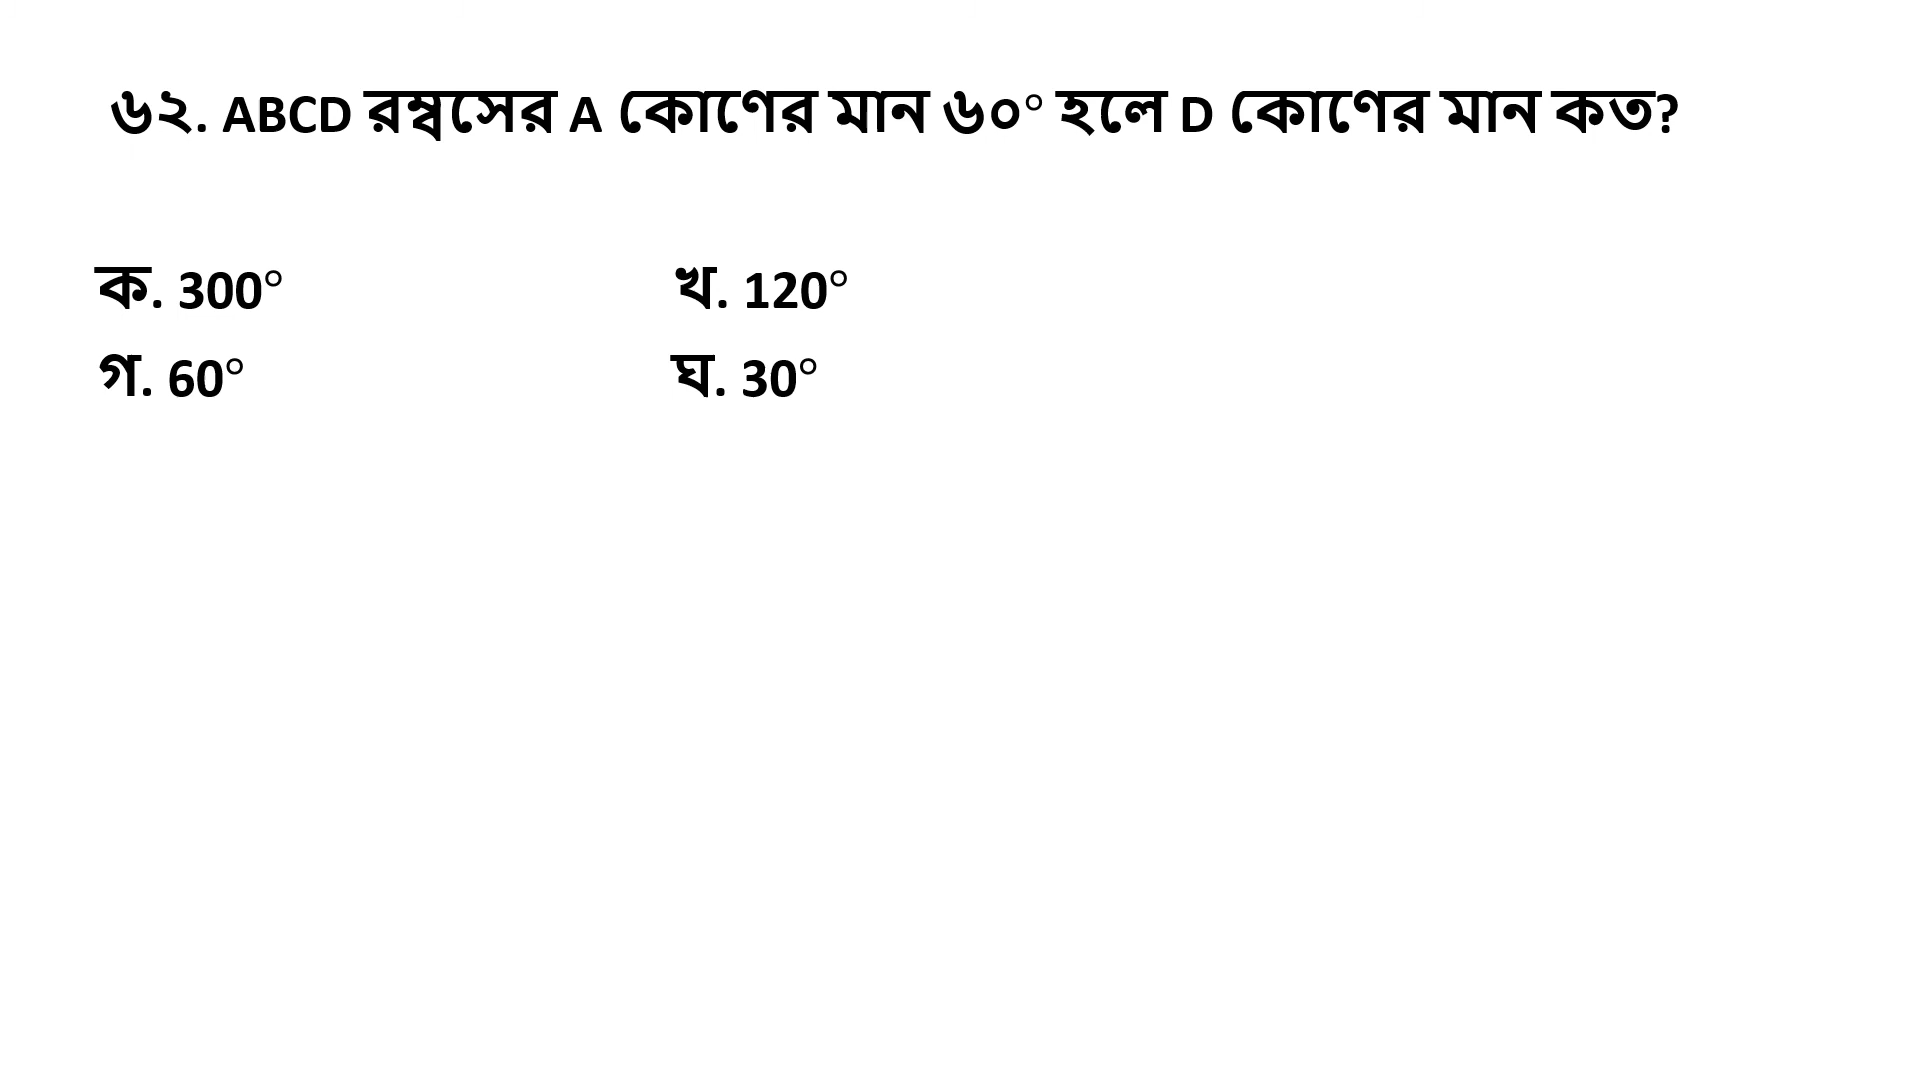 ৬২. ABCD রম্বসের A কোণের মান ৬০° হলে D কোণের মান কত?
ক. 300° খ. 120°
গ. 60° ঘ. 30°